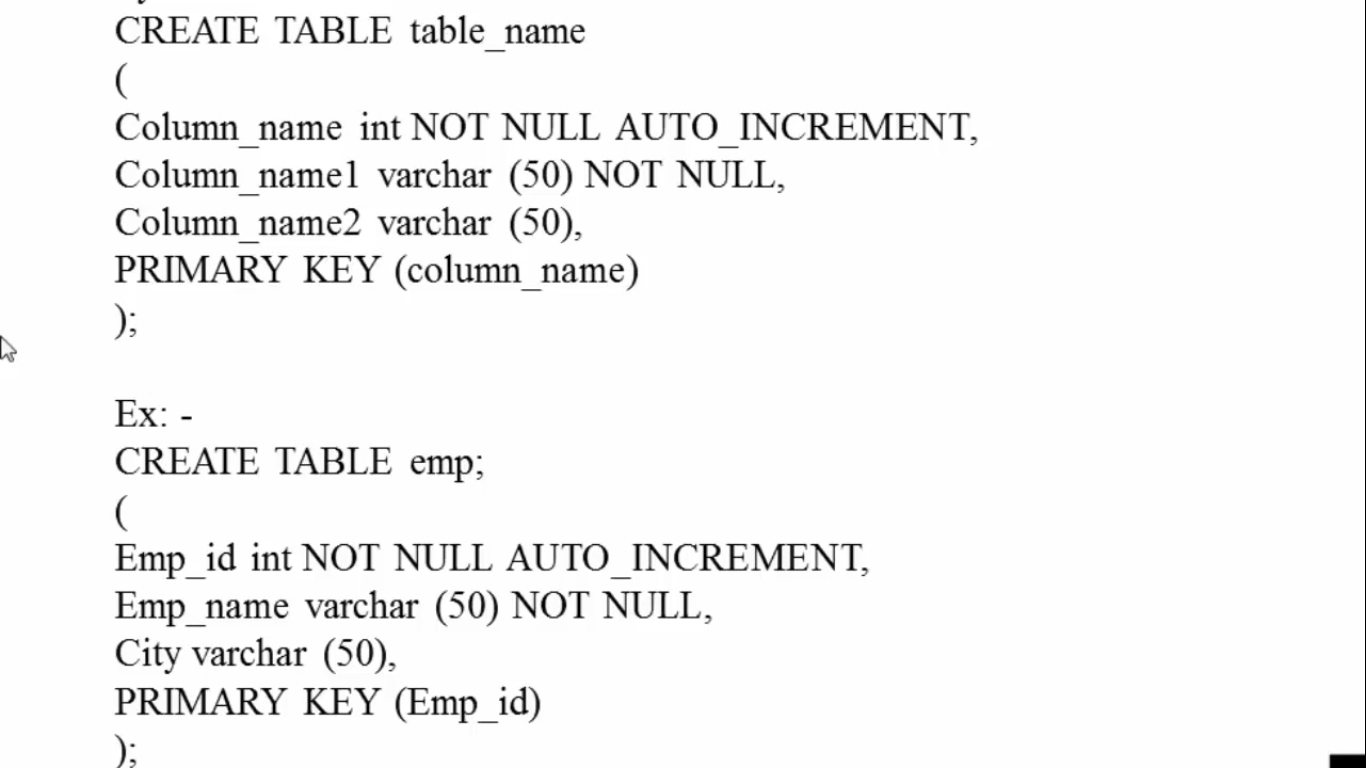 CREATE TABLE table_name
(
Column_name int NOT NULL AUTO_INCREMENT,
Column_name1 varchar (50) NOT NULL,
Column_name2 varchar (50),
PRIMARY KEY (column_name)
);
Ex: -
CREATE TABLE emp;
(
Emp_id int NOT NULL AUTO_INCREMENT,
Emp_name varchar (50) NOT NULL,
City varchar (50),
PRIMARY KEY (Emp_id)
);